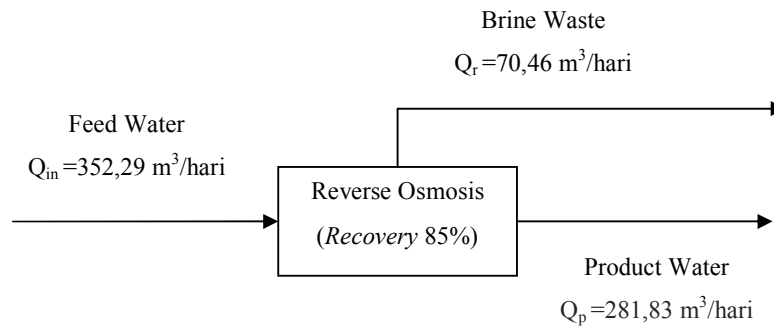 Brine Waste
Qr =70,46 m³/hari
Feed Water
Qin =352,29 m³/hari
Reverse Osmosis
(Recovery 85%)
Product Water
Qp =281,83 m³/hari